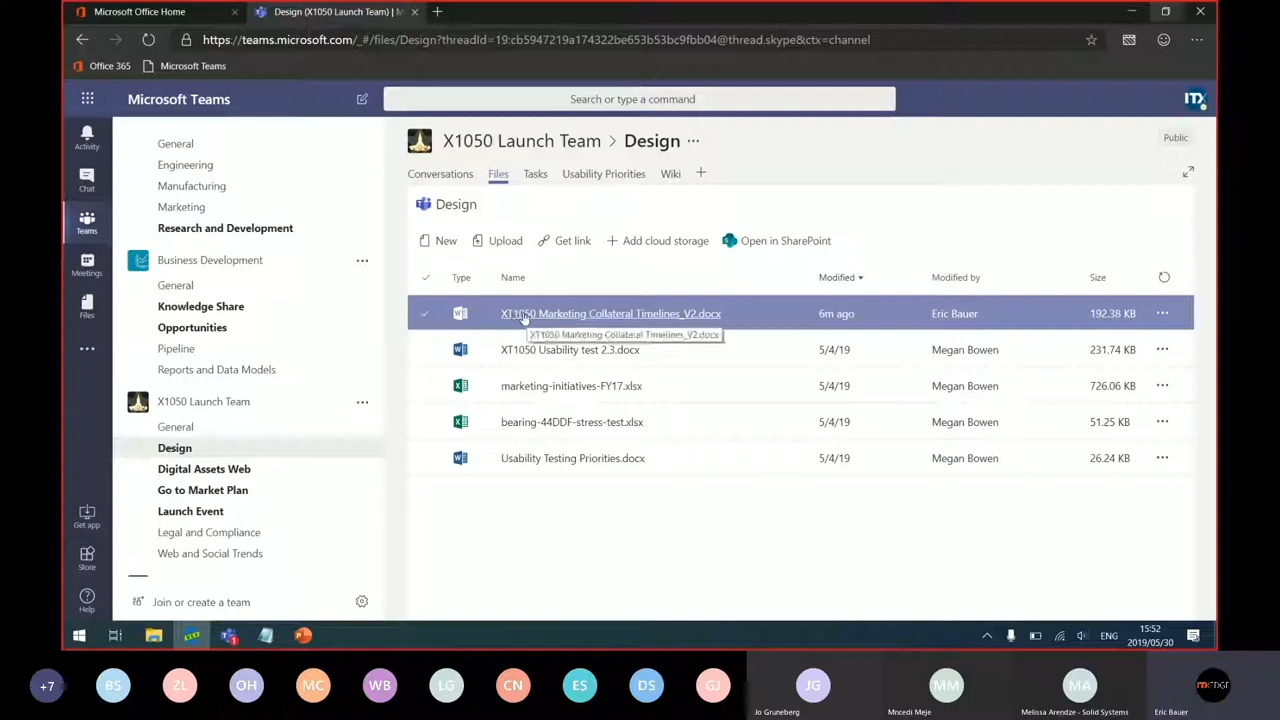 Microsoft Office Home
Design (X1050 Launch Team) | M
https://teams.microsoft.com/_#/files/Design?threadId=19:cb5947219a174322be653b53bc9fbb04@thread.skype&ctx=channel
Office 365
Microsoft Teams
Microsoft Teams
Search or type a command
ITX
Activity
Chat
Teams
Meetings
Files
Get app
Store
Help
General
Engineering
Manufacturing
Marketing
Research and Development
Business Development
General
Knowledge Share
Opportunities
Pipeline
Reports and Data Models
X1050 Launch Team
General
Design
Digital Assets Web
Go to Market Plan
Launch Event
Legal and Compliance
Web and Social Trends
Join or create a team
X1050 Launch Team > Design ...
Public
Conversations Files Tasks Usability Priorities Wiki +
Design
New Upload Get link Add cloud storage Open in SharePoint
Type Name Modified Modified by Size
XT1050 Marketing Collateral Timelines_V2.docx 6m ago Eric Bauer 192.38 KB
XT1050 Marketing Collateral Timelines_V2.docx
XT1050 Usability test 2.3.docx 5/4/19 Megan Bowen 231.74 KB
marketing-initiatives-FY17.xlsx 5/4/19 Megan Bowen 726.06 KB
bearing-44DDF-stress-test.xlsx 5/4/19 Megan Bowen 51.25 KB
Usability Testing Priorities.docx 5/4/19 Megan Bowen 26.24 KB
ENG
15:52
2019/05/30
+7 BS ZL OH MC WB LG CN ES DS GJ JG MM MA
Jo Gruneberg
Mncedi Meje
Melissa Arendze - Solid Systems
Eric Bauer